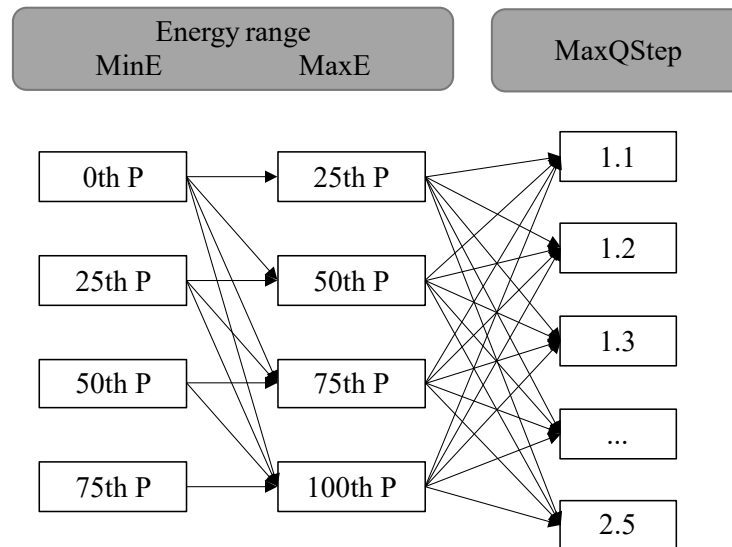 Energy range
MinE MaxE
MaxQStep
0th P 25th P 1.1
25th P 50th P 1.2
50th P 75th P 1.3
...
75th P 100th P 2.5